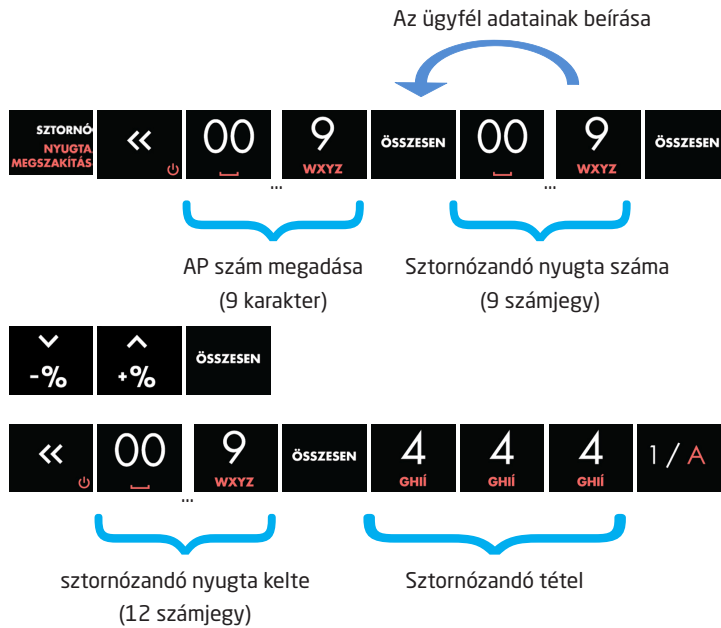 Az ügyfél adatainak beírása
SZTORNÓ
NYUGTA
MEGSZAKÍTÁS
«
00
9
WXYZ
ÖSSZESEN
00
9
WXYZ
ÖSSZESEN
...
...
AP szám megadása
(9 karakter)
Sztornózandó nyugta száma
(9 számjegy)
-%
+%
ÖSSZESEN
«
00
9
WXYZ
ÖSSZESEN
4
GHIÍ
4
GHIÍ
4
GHIÍ
1 / A
...
sztornózandó nyugta kelte
(12 számjegy)
Sztornózandó tétel